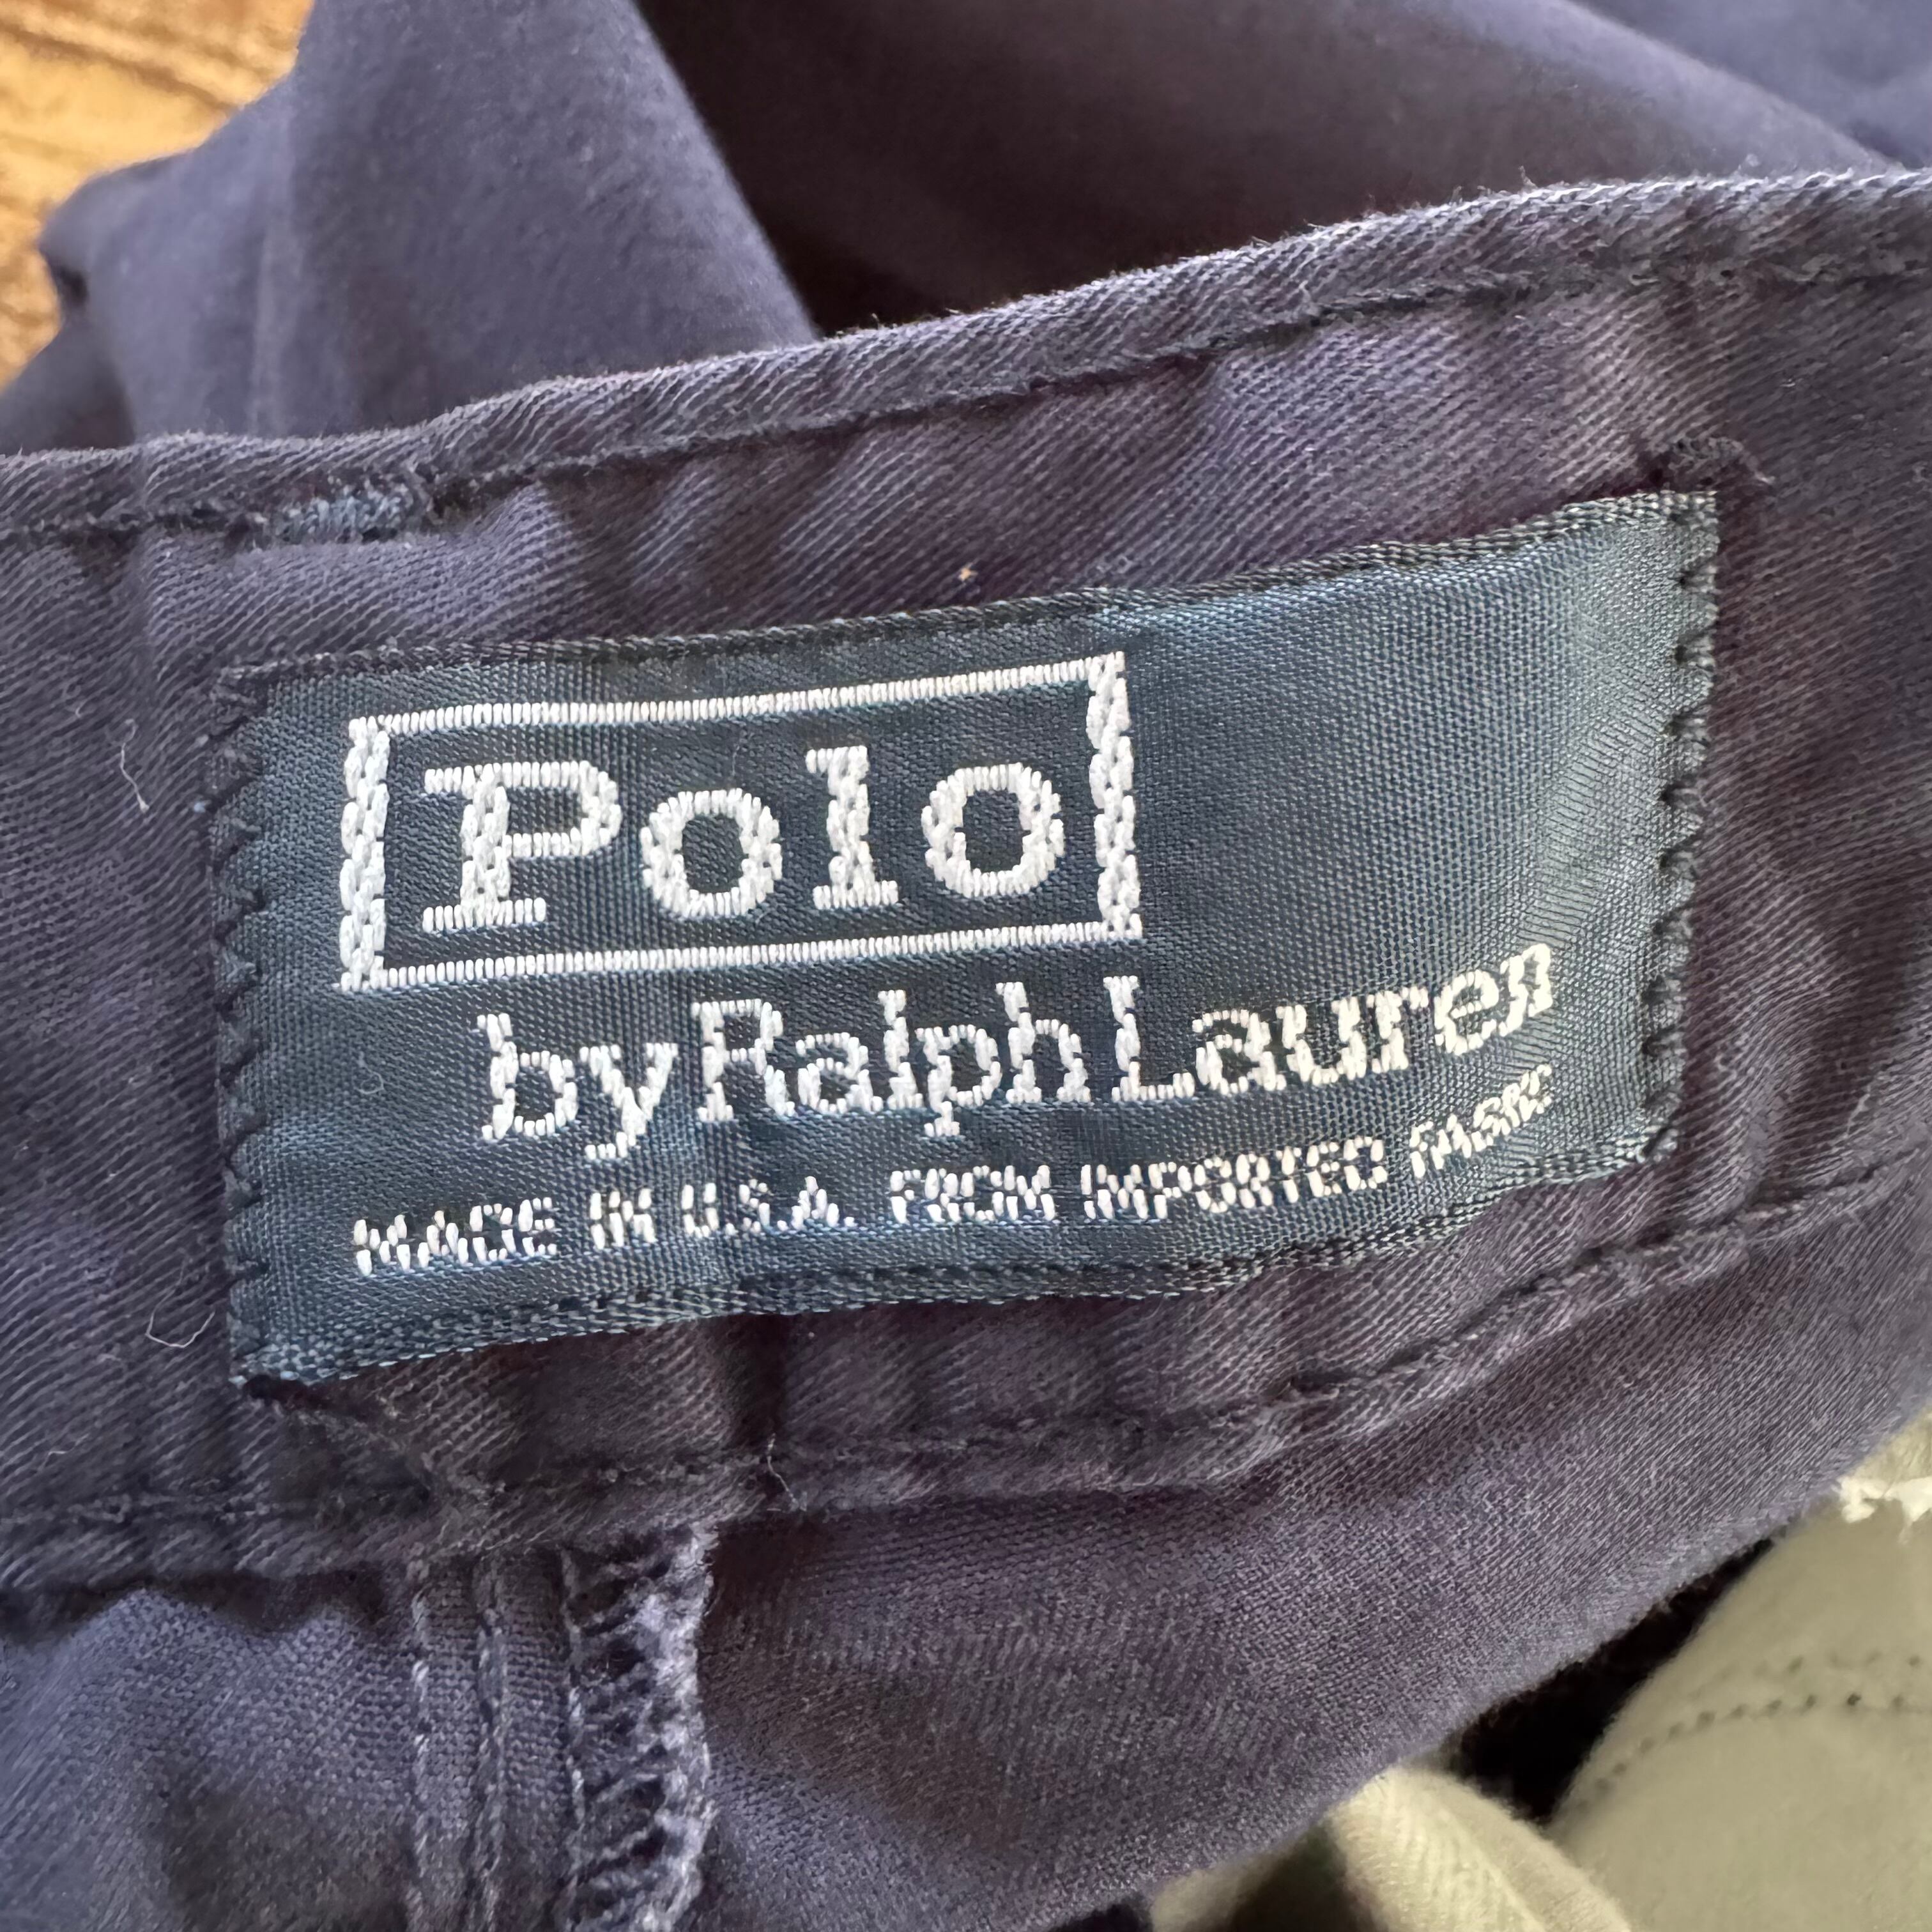 Polo
by Ralph Lauren
MADE IN U.S.A. FROM IMPORTED FABRIC